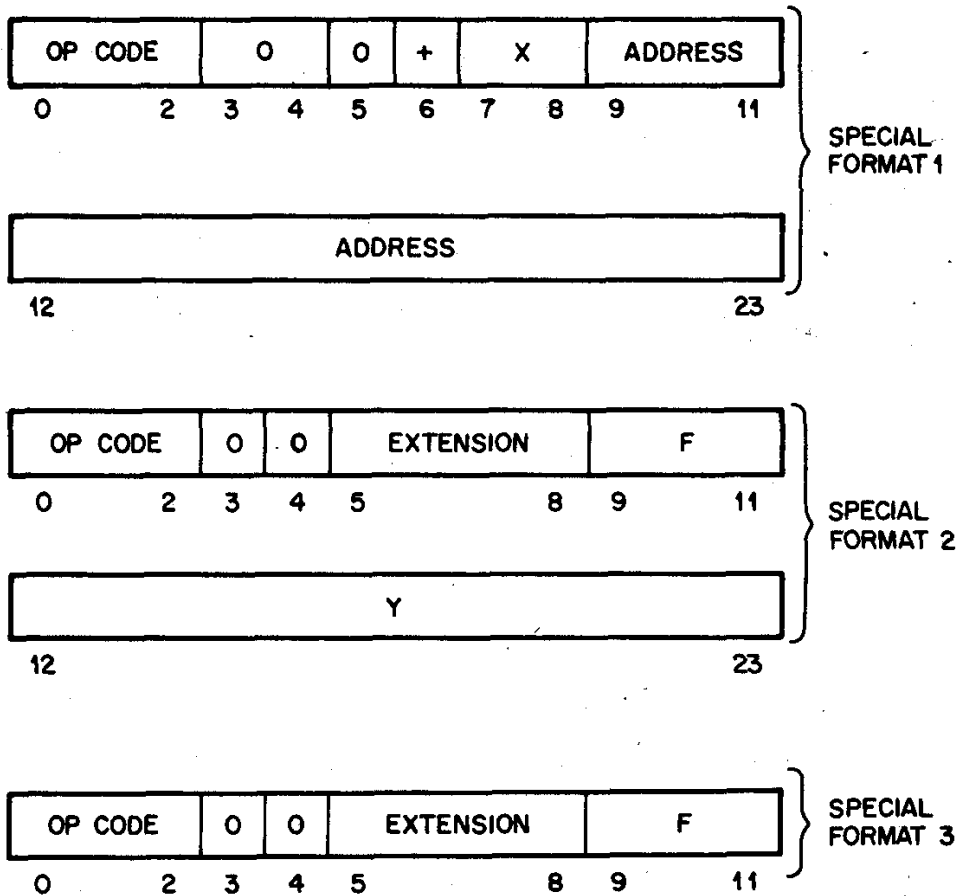 OP CODE 0 0 + X ADDRESS
0 2 3 4 5 6 7 8 9 11
SPECIAL
FORMAT 1
ADDRESS
12 23
OP CODE 0 0 EXTENSION F
0 2 3 4 5 8 9 11
SPECIAL
FORMAT 2
Y
12 23
OP CODE 0 0 EXTENSION F
0 2 3 4 5 8 9 11
SPECIAL
FORMAT 3